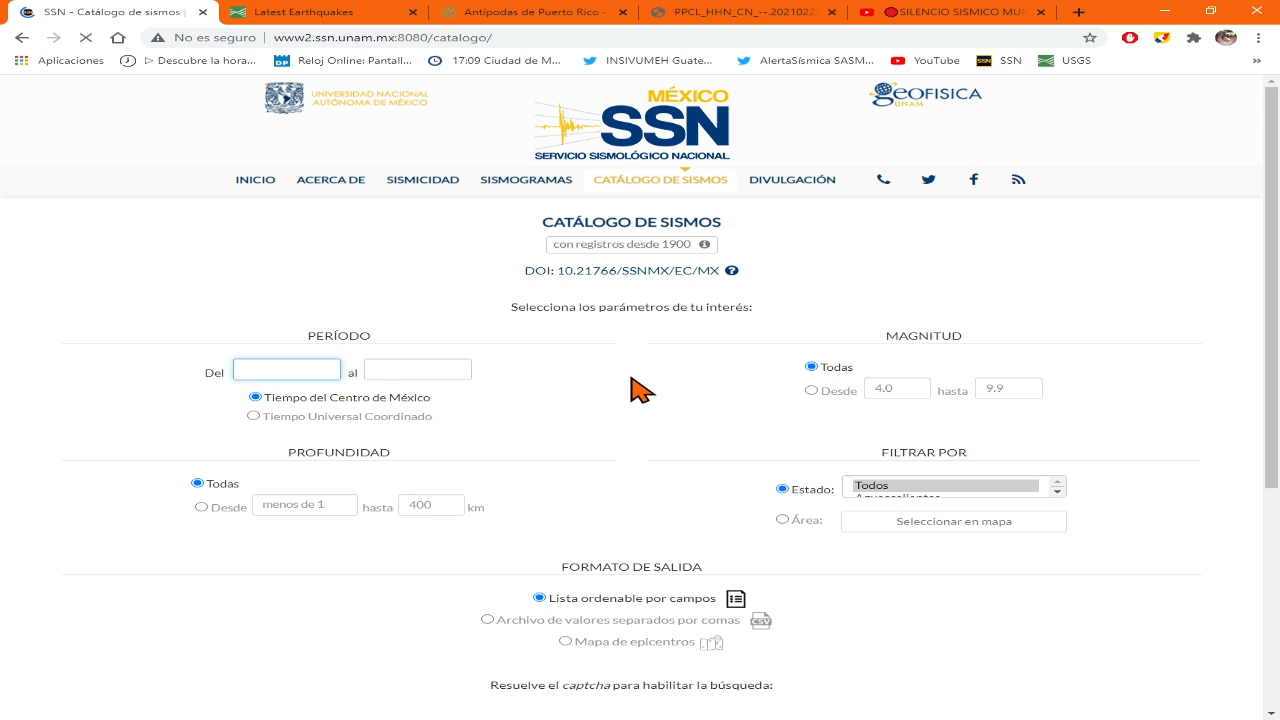 SSN - Catálogo de sismos |
Latest Earthquakes
Antípodas de Puerto Rico -
PPCL_HHN_CN_--.2021022
SILENCIO SISMICO MUN
No es seguro | www2.ssn.unam.mx:8080/catalogo/
Aplicaciones
Descubre la hora...
DP Reloj Online: Pantall...
17:09 Ciudad de M...
INSIVUMEH Guate...
AlertaSísmica SASM...
YouTube
SSN SSN
USGS
»
UNIVERSIDAD NACIONAL
AUTÓNOMA DE MÉXICO
MÉXICO
SSN
SERVICIO SISMOLÓGICO NACIONAL
GEOFISICA
UNAM
INICIO ACERCA DE SISMICIDAD SISMOGRAMAS CATÁLOGO DE SISMOS DIVULGACIÓN
CATÁLOGO DE SISMOS
con registros desde 1900
DOI: 10.21766/SSNMX/EC/MX
Selecciona los parámetros de tu interés:
PERÍODO
Del al
Tiempo del Centro de México
Tiempo Universal Coordinado
MAGNITUD
Todas
Desde 4.0 hasta 9.9
PROFUNDIDAD
Todas
Desde menos de 1 hasta 400 km
FILTRAR POR
Estado: Todos
Área: Seleccionar en mapa
FORMATO DE SALIDA
Lista ordenable por campos
Archivo de valores separados por comas CSV
Mapa de epicentros
Resuelve el captcha para habilitar la búsqueda: